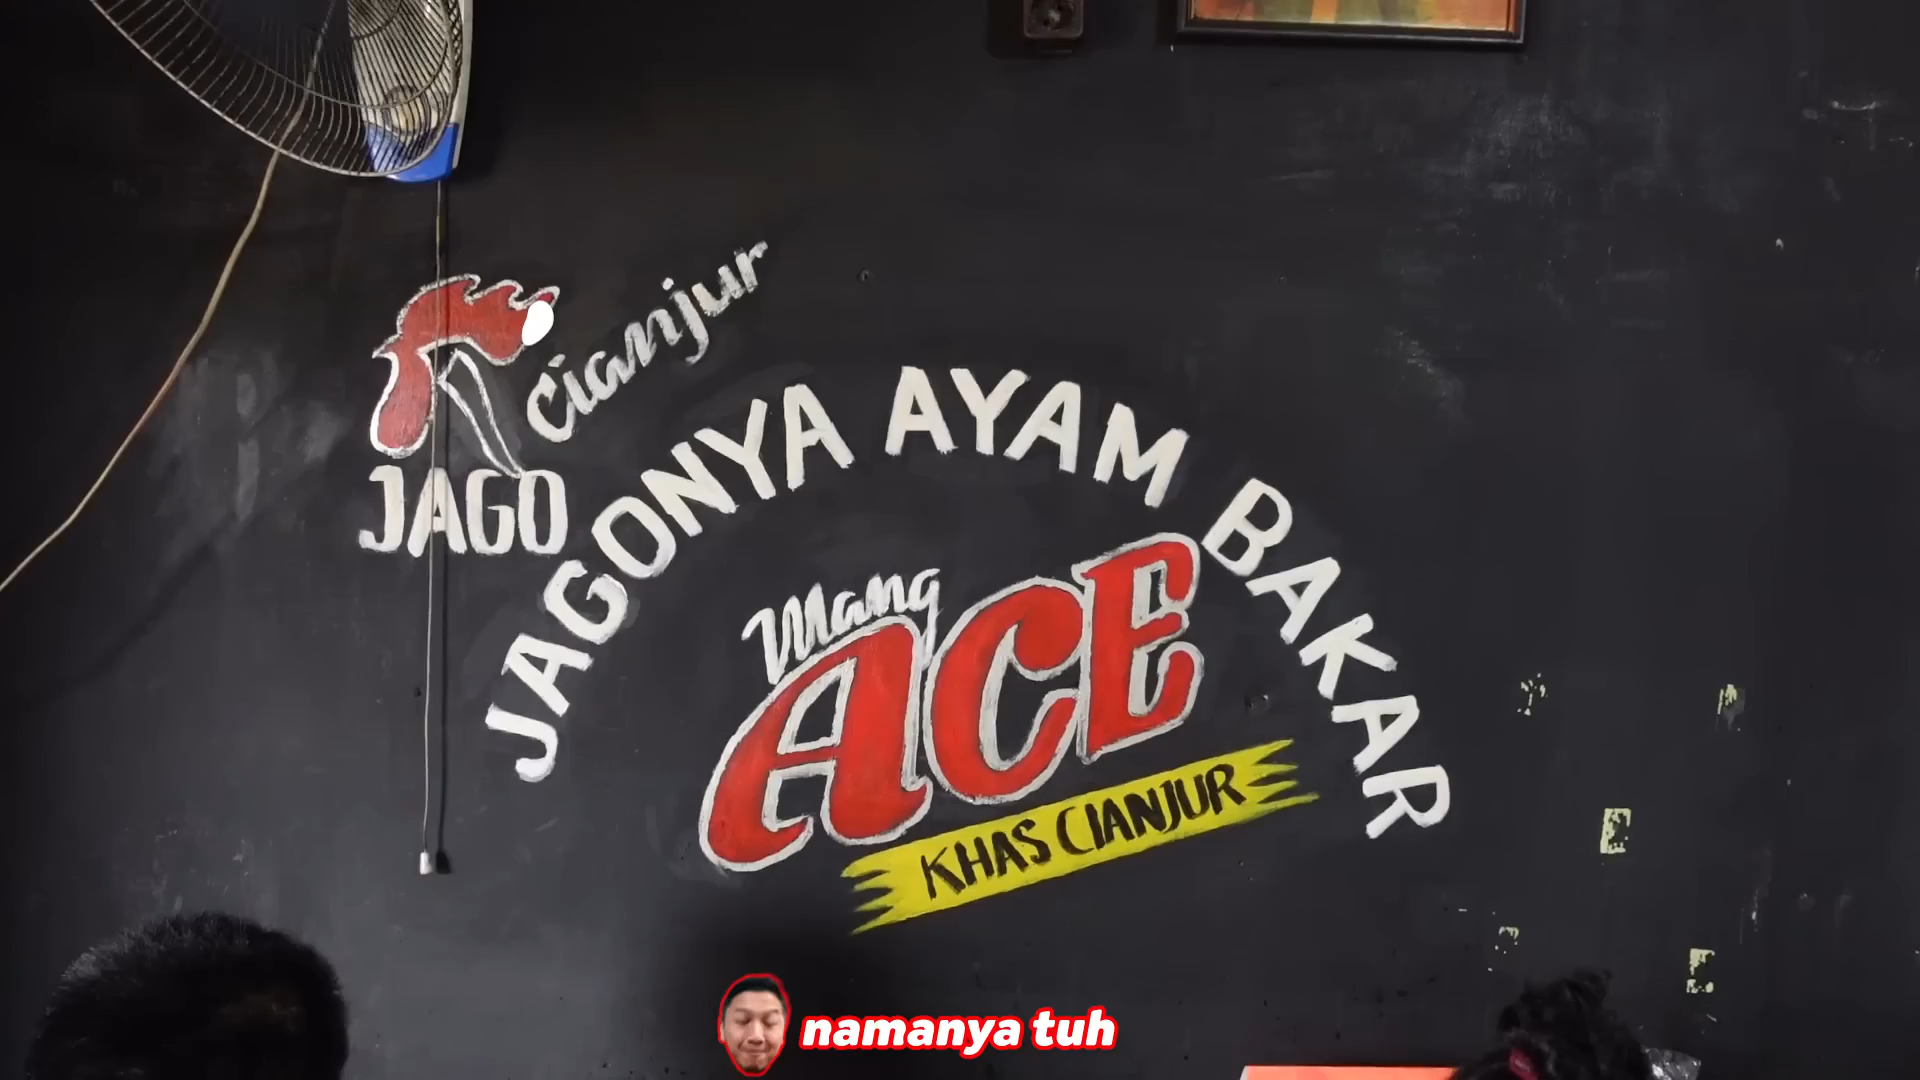 cianjur
JAGO
JAGONYA AYAM BAKAR
Mang
ACE
KHAS CIANJUR
namanya tuh